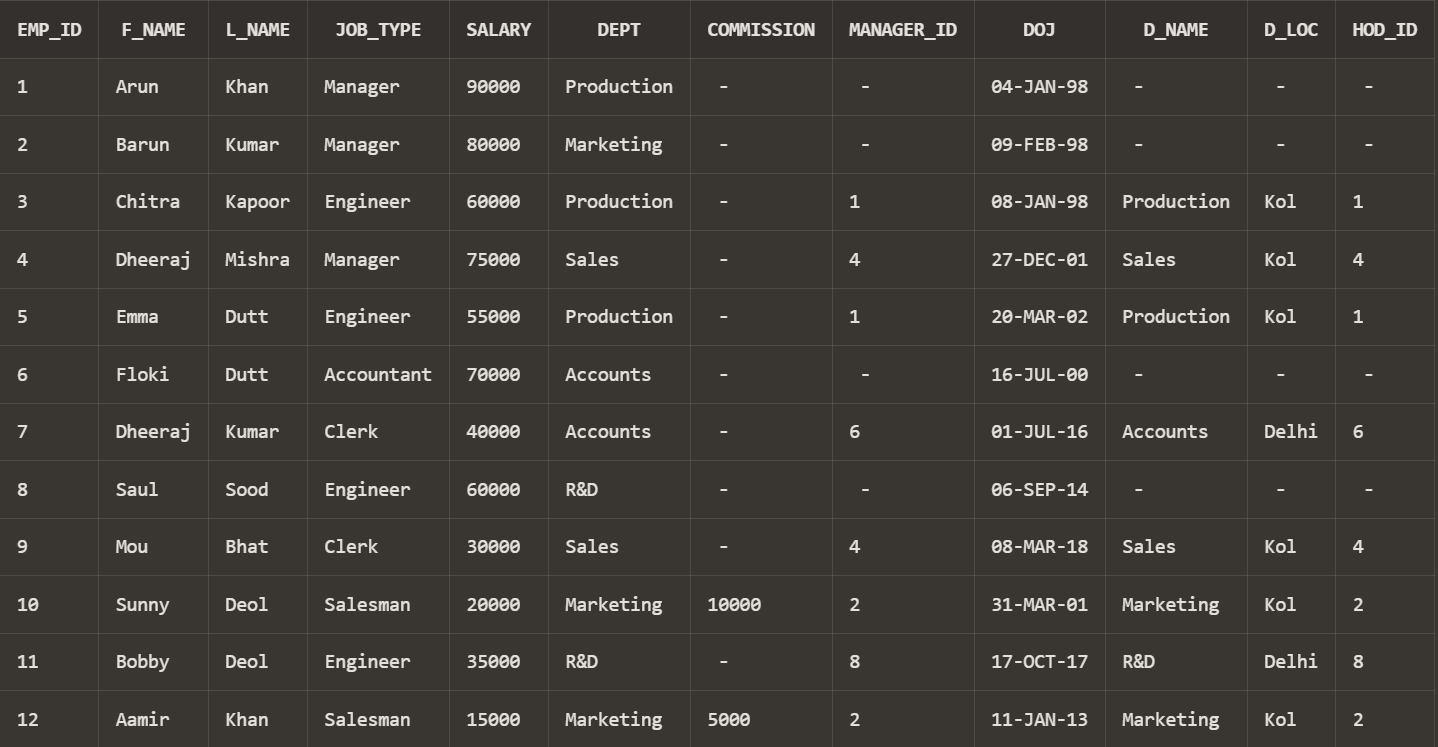 EMP_ID F_NAME L_NAME JOB_TYPE SALARY DEPT COMMISSION MANAGER_ID DOJ D_NAME D_LOC HOD_ID
1 Arun Khan Manager 90000 Production - - 04-JAN-98 - - -
2 Barun Kumar Manager 80000 Marketing - - 09-FEB-98 - - -
3 Chitra Kapoor Engineer 60000 Production - 1 08-JAN-98 Production Kol 1
4 Dheeraj Mishra Manager 75000 Sales - 4 27-DEC-01 Sales Kol 4
5 Emma Dutt Engineer 55000 Production - 1 20-MAR-02 Production Kol 1
6 Floki Dutt Accountant 70000 Accounts - - 16-JUL-00 - - -
7 Dheeraj Kumar Clerk 40000 Accounts - 6 01-JUL-16 Accounts Delhi 6
8 Saul Sood Engineer 60000 R&D - - 06-SEP-14 - - -
9 Mou Bhat Clerk 30000 Sales - 4 08-MAR-18 Sales Kol 4
10 Sunny Deol Salesman 20000 Marketing 10000 2 31-MAR-01 Marketing Kol 2
11 Bobby Deol Engineer 35000 R&D - 8 17-OCT-17 R&D Delhi 8
12 Aamir Khan Salesman 15000 Marketing 5000 2 11-JAN-13 Marketing Kol 2